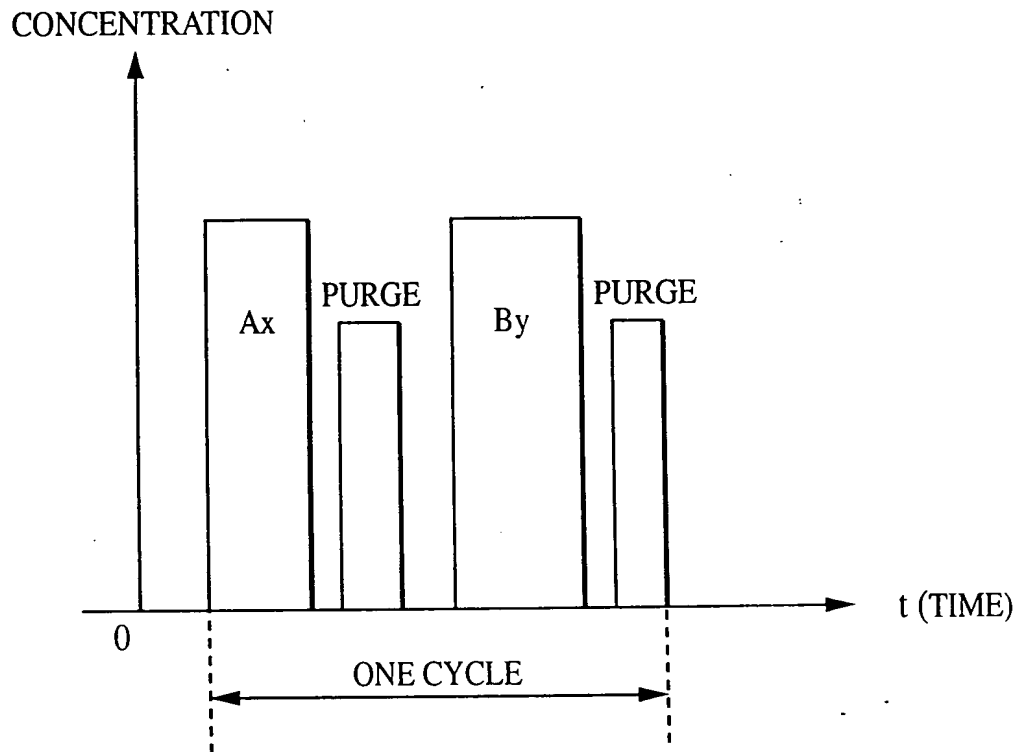 CONCENTRATION
PURGE
PURGE
Ax
By
t (TIME)
0
ONE CYCLE